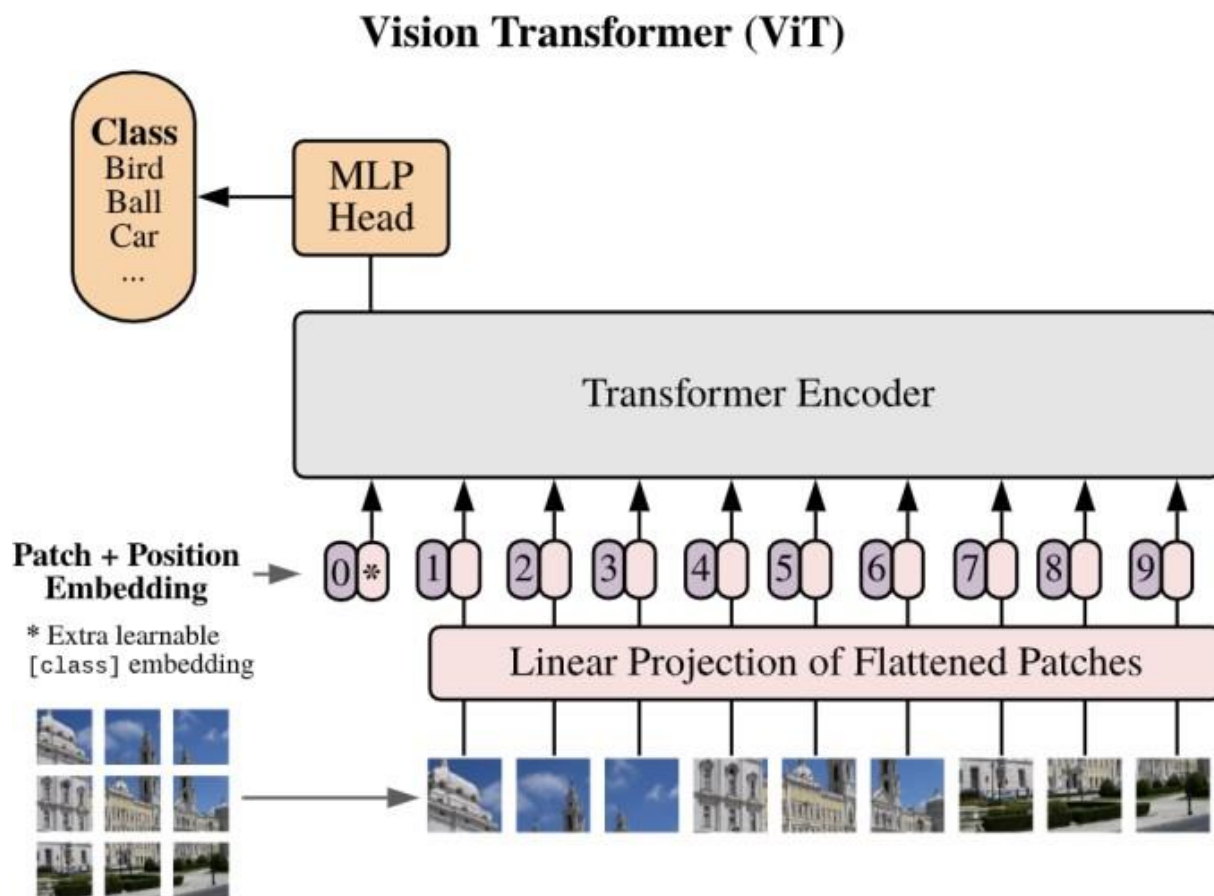 Vision Transformer (ViT)
Class
Bird
Ball
Car
...
MLP
Head
Transformer Encoder
Patch + Position
Embedding
0 * 1 2 3 4 5 6 7 8 9
* Extra learnable
[class] embedding
Linear Projection of Flattened Patches